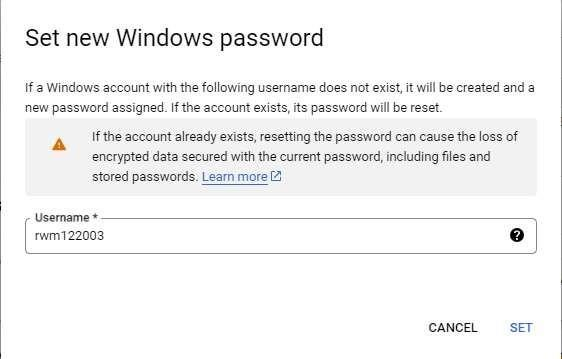 Set new Windows password
If a Windows account with the following username does not exist, it will be created and a
new password assigned. If the account exists, its password will be reset.
If the account already exists, resetting the password can cause the loss of
encrypted data secured with the current password, including files and
stored passwords. Learn more
Username *
rwm122003
CANCEL SET